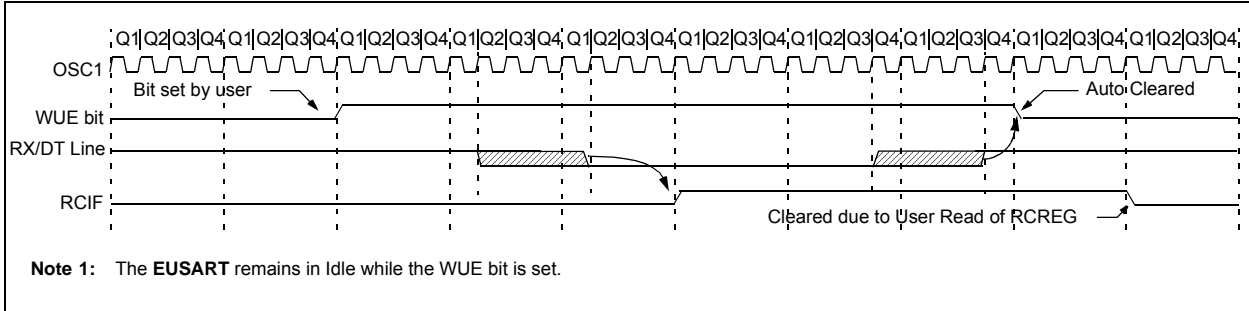 Q1 Q2 Q3 Q4 Q1 Q2 Q3 Q4 Q1 Q2 Q3 Q4 Q1 Q2 Q3 Q4 Q1 Q2 Q3 Q4 Q1 Q2 Q3 Q4 Q1 Q2 Q3 Q4 Q1 Q2 Q3 Q4 Q1 Q2 Q3 Q4 Q1 Q2 Q3 Q4
OSC1
Bit set by user Auto Cleared
WUE bit
RX/DT Line
RCIF
Cleared due to User Read of RCREG
Note 1: The EUSART remains in Idle while the WUE bit is set.